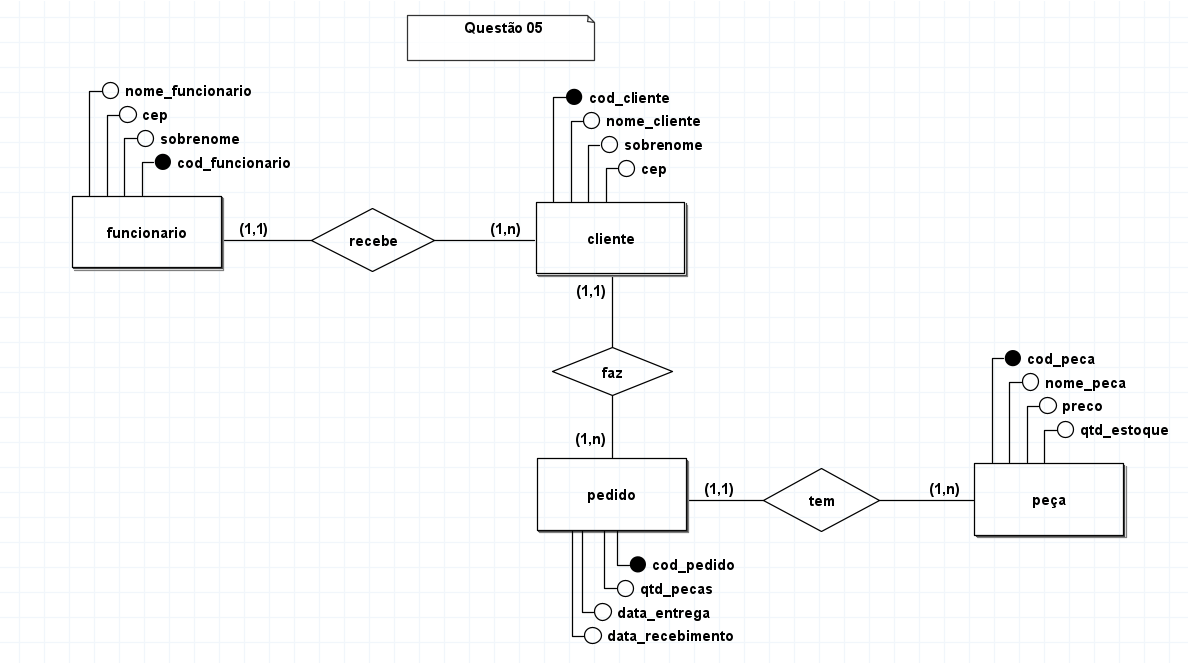 Questão 05
nome_funcionario
cep
sobrenome
cod_funcionario
funcionario
(1,1)
recebe
(1,n)
cod_cliente
nome_cliente
sobrenome
cep
cliente
(1,1)
faz
(1,n)
pedido
(1,1)
tem
(1,n)
cod_peca
nome_peca
preco
qtd_estoque
peça
cod_pedido
qtd_pecas
data_entrega
data_recebimento